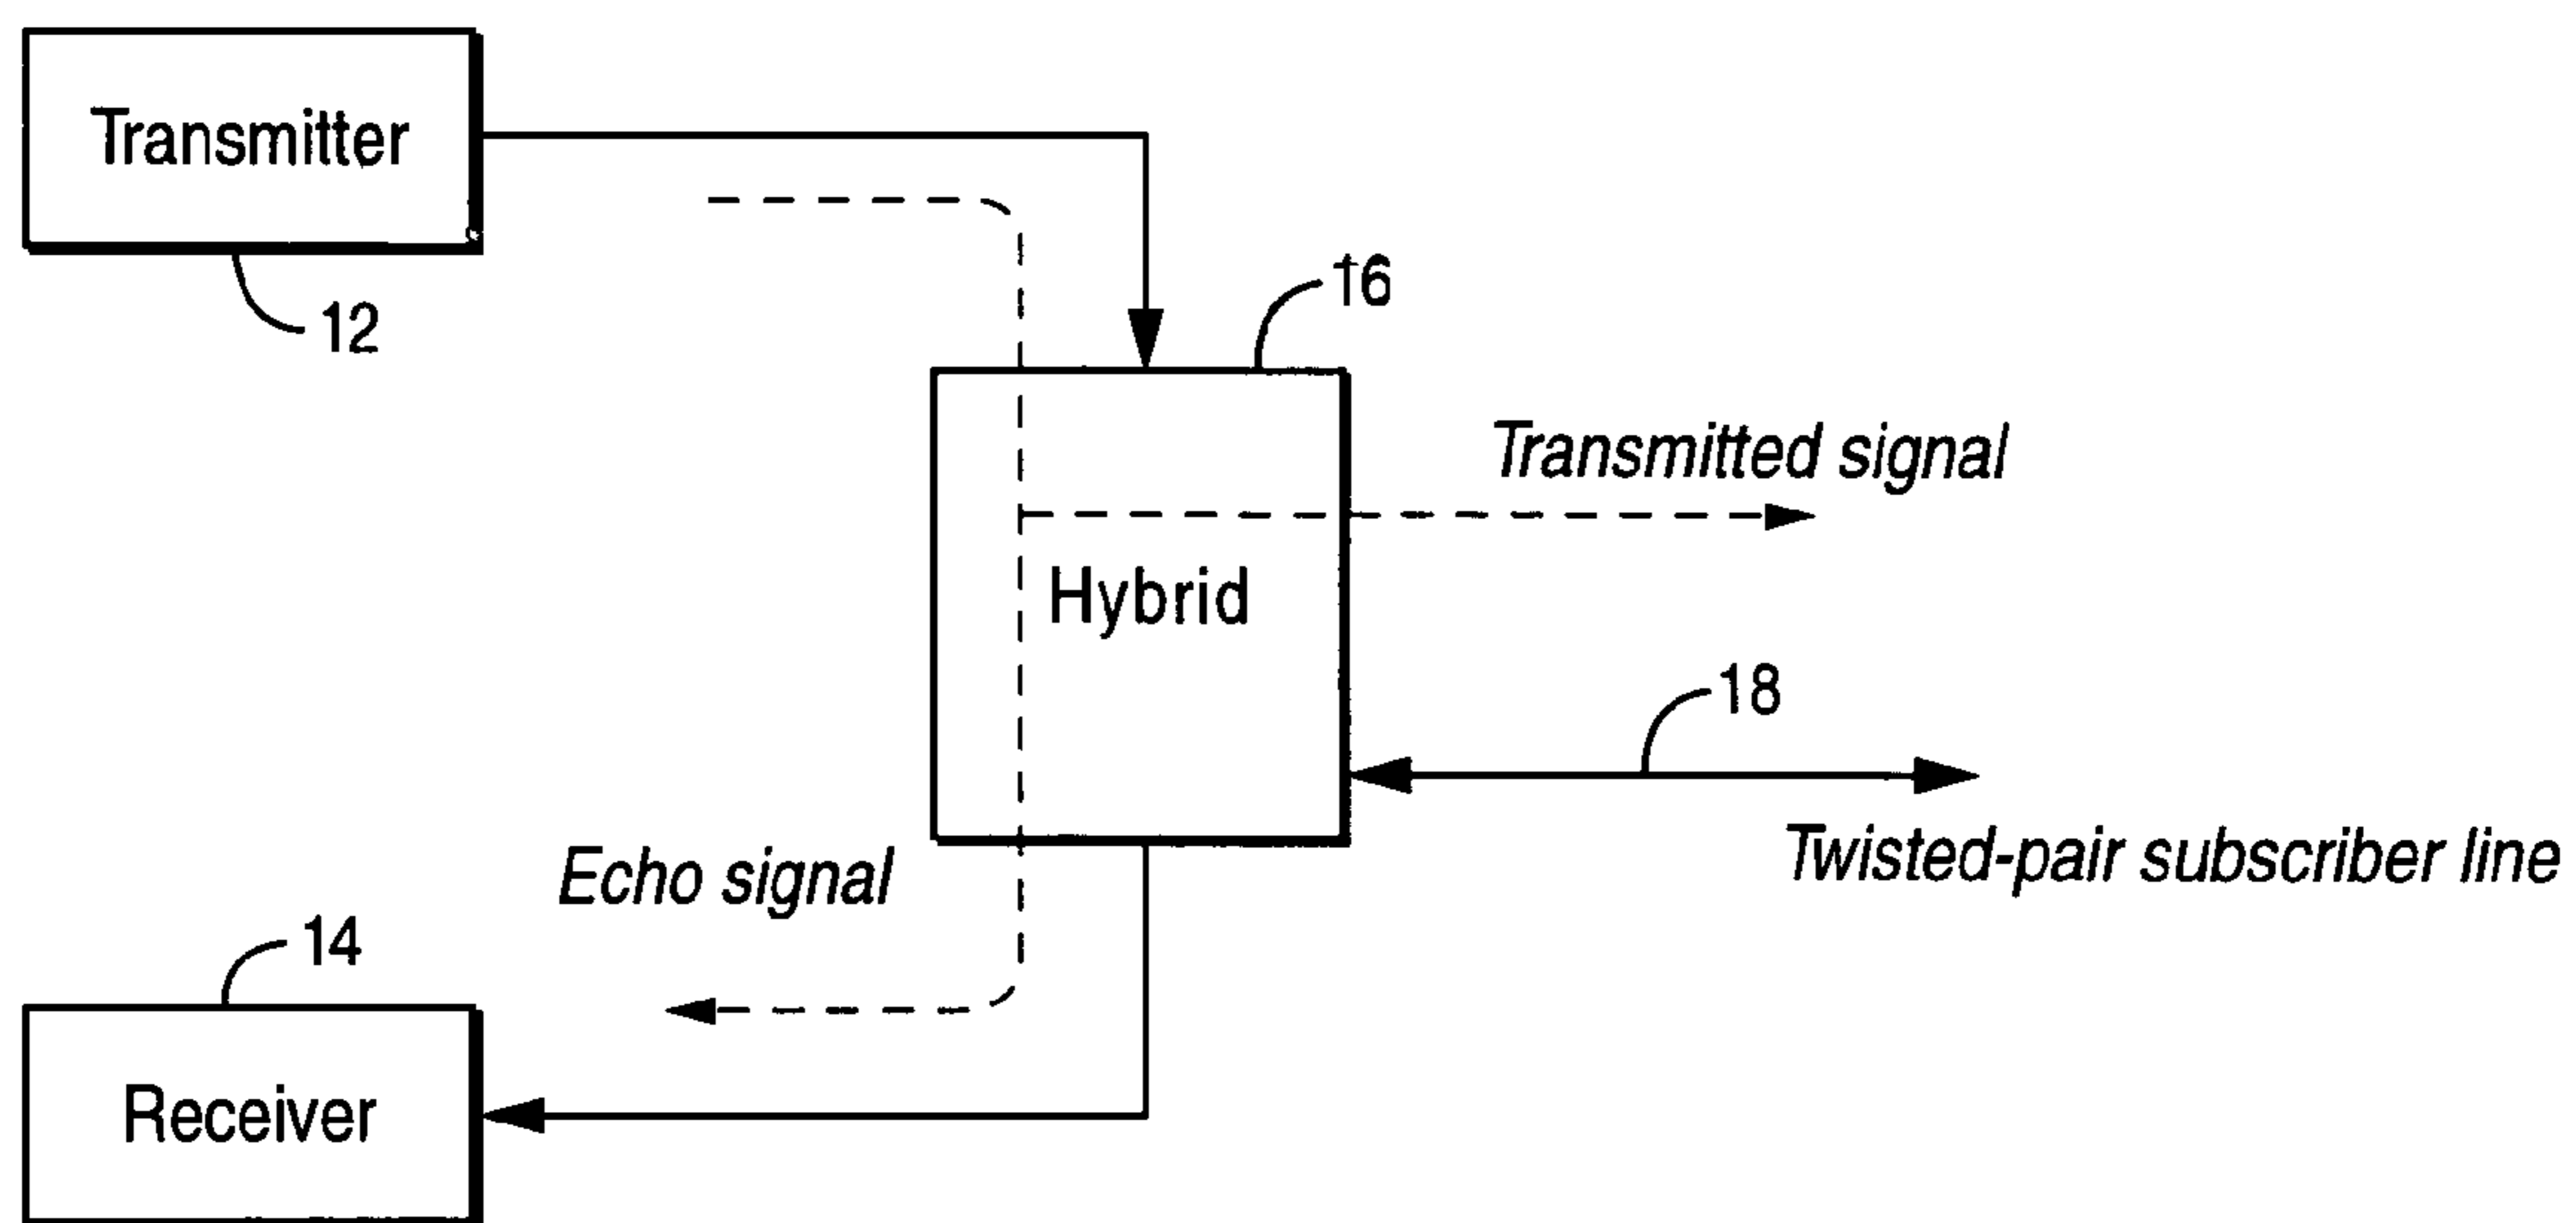 Transmitter
12
16
Transmitted signal
Hybrid
18
Twisted-pair subscriber line
Echo signal
14
Receiver